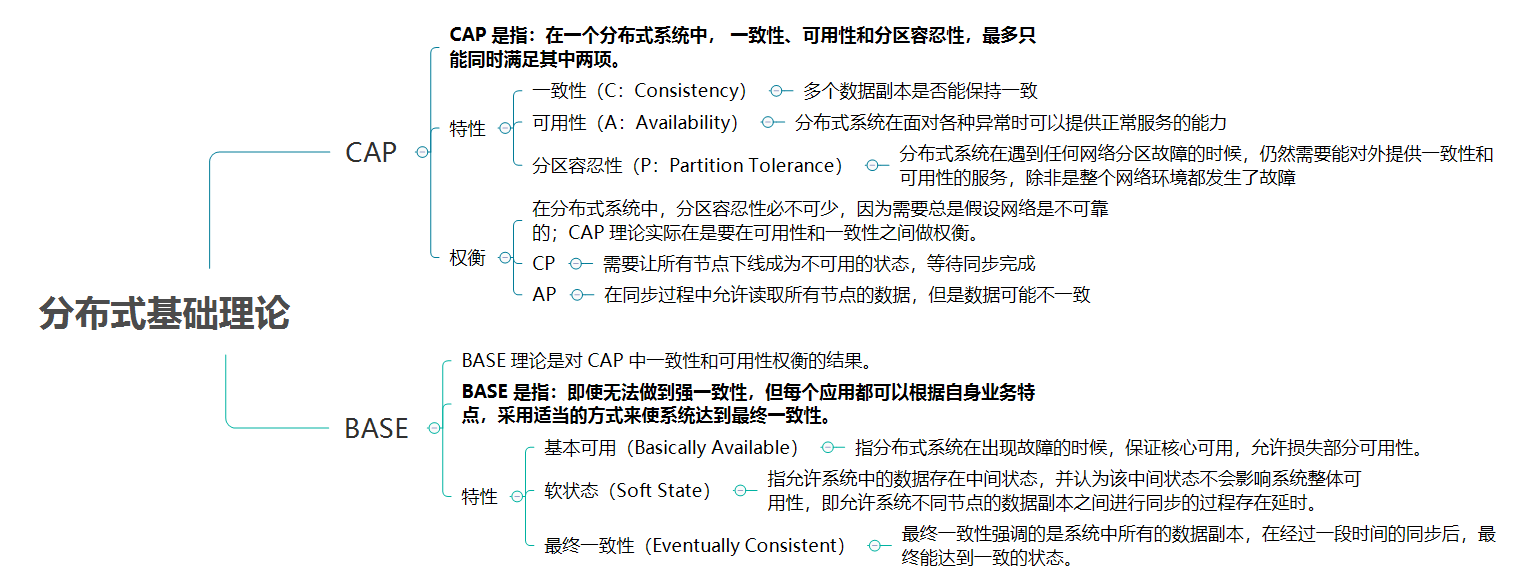 分布式基础理论
CAP
CAP 是指：在一个分布式系统中， 一致性、可用性和分区容忍性，最多只
能同时满足其中两项。
特性
一致性（C：Consistency）
多个数据副本是否能保持一致
可用性（A：Availability）
分布式系统在面对各种异常时可以提供正常服务的能力
分区容忍性（P：Partition Tolerance）
分布式系统在遇到任何网络分区故障的时候，仍然需要能对外提供一致性和
可用性的服务，除非是整个网络环境都发生了故障
权衡
在分布式系统中，分区容忍性必不可少，因为需要总是假设网络是不可靠
的；CAP 理论实际在是要在可用性和一致性之间做权衡。
CP
需要让所有节点下线成为不可用的状态，等待同步完成
AP
在同步过程中允许读取所有节点的数据，但是数据可能不一致
BASE
BASE 理论是对 CAP 中一致性和可用性权衡的结果。
BASE 是指：即使无法做到强一致性，但每个应用都可以根据自身业务特
点，采用适当的方式来使系统达到最终一致性。
特性
基本可用（Basically Available）
指分布式系统在出现故障的时候，保证核心可用，允许损失部分可用性。
软状态（Soft State）
指允许系统中的数据存在中间状态，并认为该中间状态不会影响系统整体可
用性，即允许系统不同节点的数据副本之间进行同步的过程存在延时。
最终一致性（Eventually Consistent）
最终一致性强调的是系统中所有的数据副本，在经过一段时间的同步后，最
终能达到一致的状态。